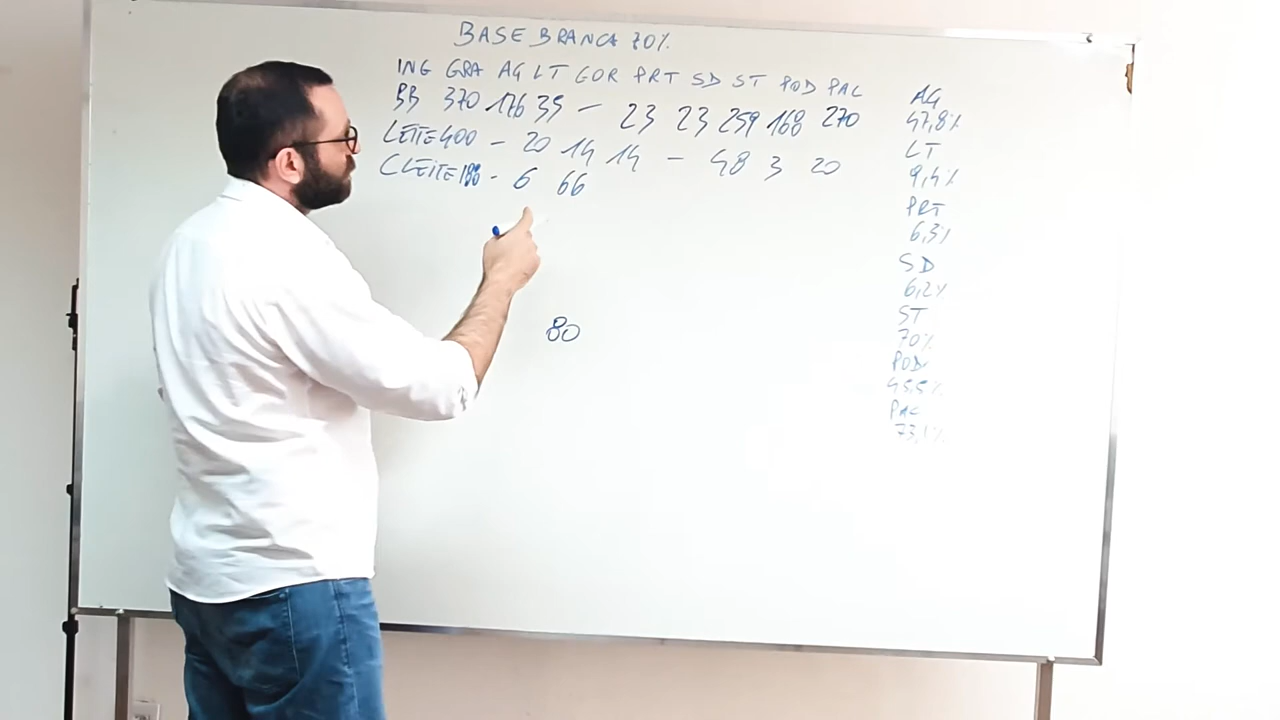 BASE BRANCA 70%
ING GRA AG LT GOR PRT SD ST POD PAC
BB 370 176 35 — 23 23 259 168 270
LEITE 400 - 20 14 14 - 48 3 20
C LEITE - 6 66
80
AG
47,8%
LT
9,4%
PRT
6,3%
SD
6,2%
ST
70%
POD
45,5%
PAC
73,1%